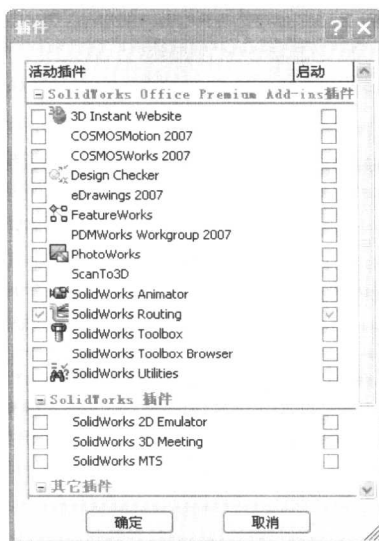 插件
活动插件 启动
SolidWorks Office Premium Add-ins插件
3D Instant Website
COSMOSMotion 2007
COSMOSWorks 2007
Design Checker
eDrawings 2007
FeatureWorks
PDMWorks Workgroup 2007
PhotoWorks
ScanTo3D
SolidWorks Animator
SolidWorks Routing
SolidWorks Toolbox
SolidWorks Toolbox Browser
SolidWorks Utilities
SolidWorks 插件
SolidWorks 2D Emulator
SolidWorks 3D Meeting
SolidWorks MTS
其它插件
确定 取消